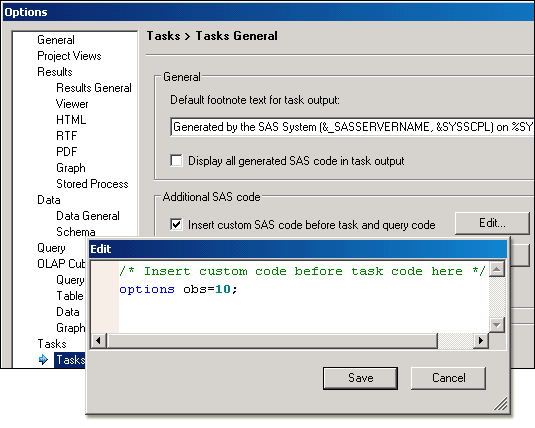 Options
General
Project Views
Results
Results General
Viewer
HTML
RTF
PDF
Graph
Stored Process
Data
Data General
Schema
Query
OLAP Cub
Query
Table
Data
Graph
Tasks
Tasks
Tasks > Tasks General
General
Default footnote text for task output:
Generated by the SAS System (&_SASSERVERNAME, &SYSSCPL) on %SY
Display all generated SAS code in task output
Additional SAS code
Insert custom SAS code before task and query code
Edit...
Edit
/* Insert custom code before task code here */
options obs=10;
Save
Cancel